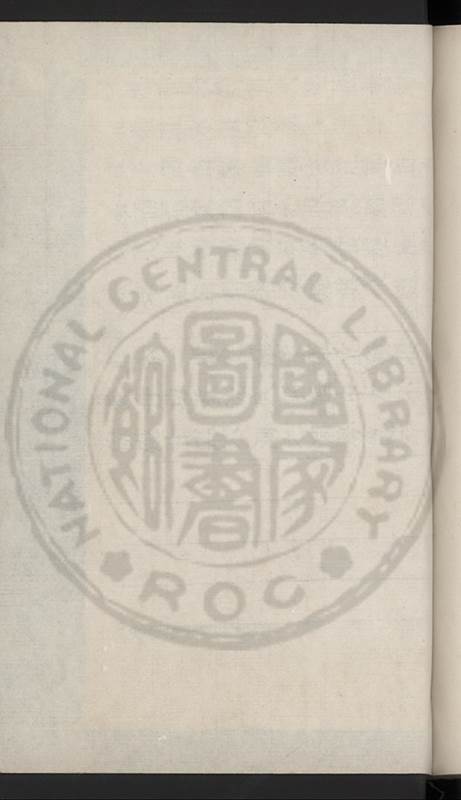 NATIONAL CENTRAL LIBRARY
國家
圖書
館
ROC